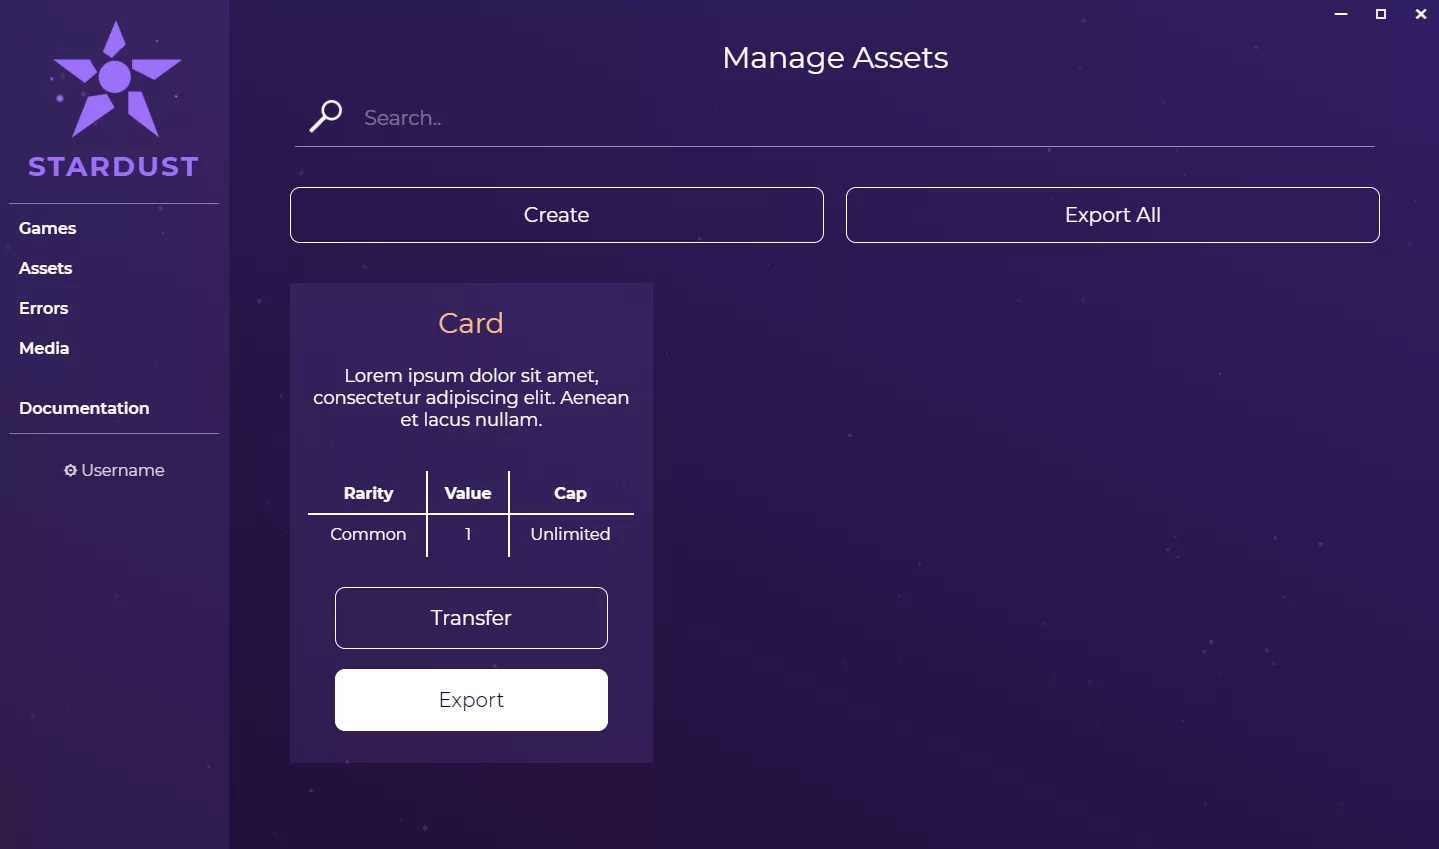 STARDUST
Games
Assets
Errors
Media
Documentation
Username
Manage Assets
Search..
Create
Export All
Card
Lorem ipsum dolor sit amet,
consectetur adipiscing elit. Aenean
et lacus nullam.
Rarity Value Cap
Common 1 Unlimited
Transfer
Export